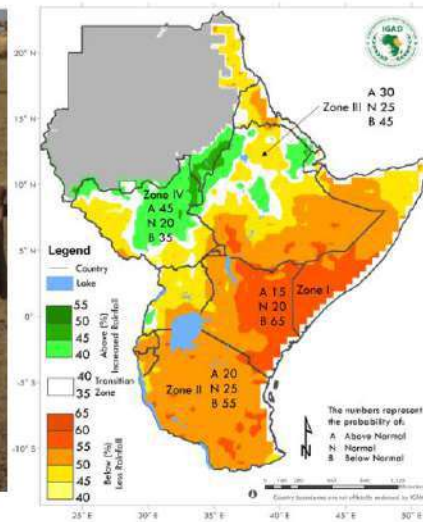 IGAD
20° N
15° N
10° N
5° N
0°
-5° S
-10° S
A 30
N 25
B 45
Zone III
Zone IV
A 45
N 20
B 35
A 15
N 20
B 65
Zone I
A 20
N 25
B 55
Zone II
Legend
Country
Lake
55
50
45
40
Above (%)
Increased Rainfall
40
35
Transition
Zone
65
60
55
50
45
40
Below (%)
Less Rainfall
The numbers represent
the probability of:
A Above Normal
N Normal
B Below Normal
N
25° E
30° E
35° E
40° E
45° E
50° E